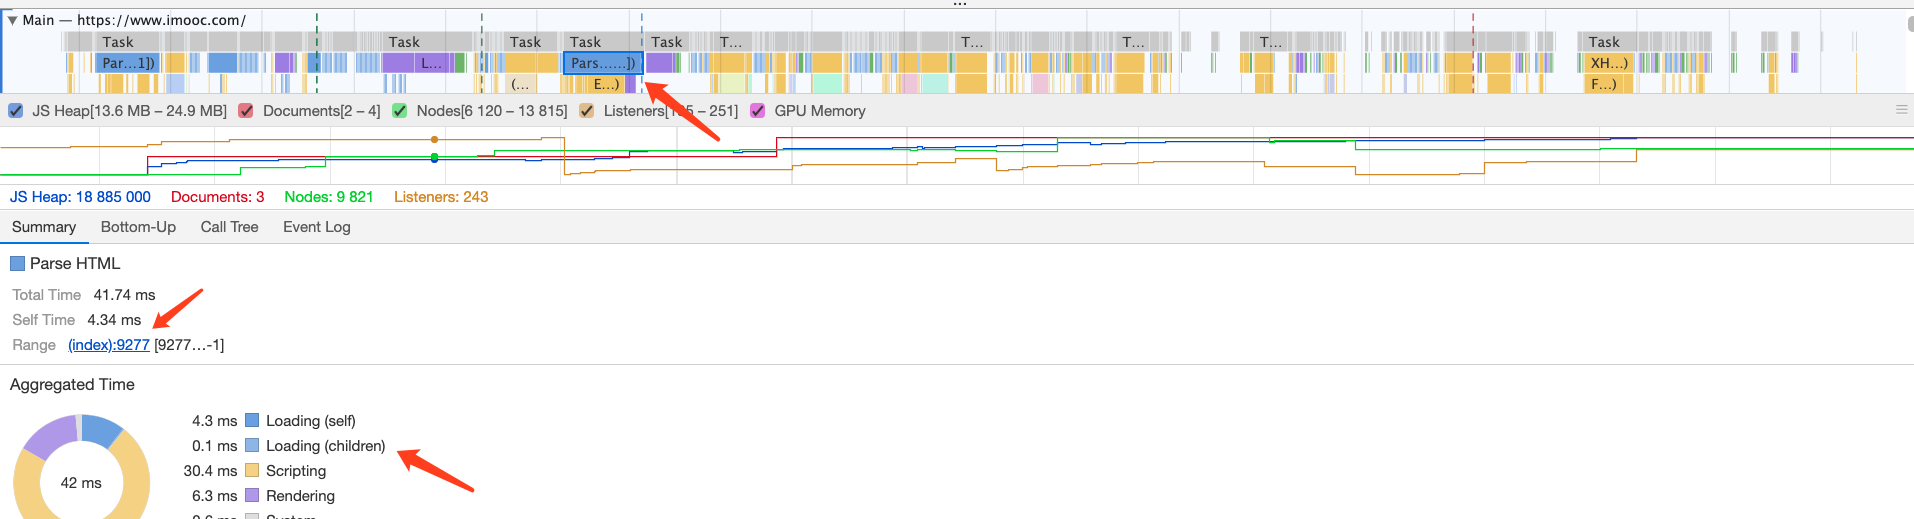 ...
▼ Main — https://www.imooc.com/
Task Task Task Task Task T... T... T... T... Task
Par...1]) L... Pars......]) XH...)
(... E...) F...)
JS Heap[13.6 MB – 24.9 MB] Documents[2 – 4] Nodes[6 120 – 13 815] Listeners[1 5 – 251] GPU Memory
JS Heap: 18 885 000 Documents: 3 Nodes: 9 821 Listeners: 243
Summary Bottom-Up Call Tree Event Log
Parse HTML
Total Time 41.74 ms
Self Time 4.34 ms
Range (index):9277 [9277…-1]
Aggregated Time
4.3 ms Loading (self)
0.1 ms Loading (children)
30.4 ms Scripting
42 ms
6.3 ms Rendering